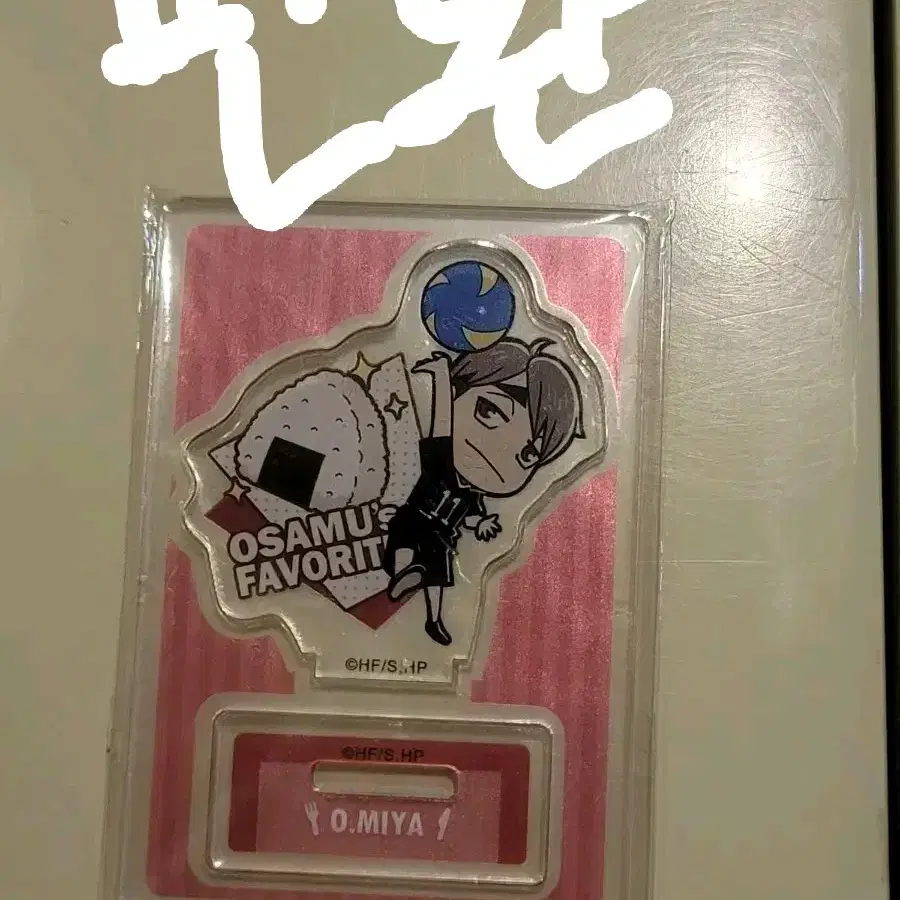 11
OSAMU'S
FAVORIT
©HF/S.HP
©HF/S.HP
O.MIYA